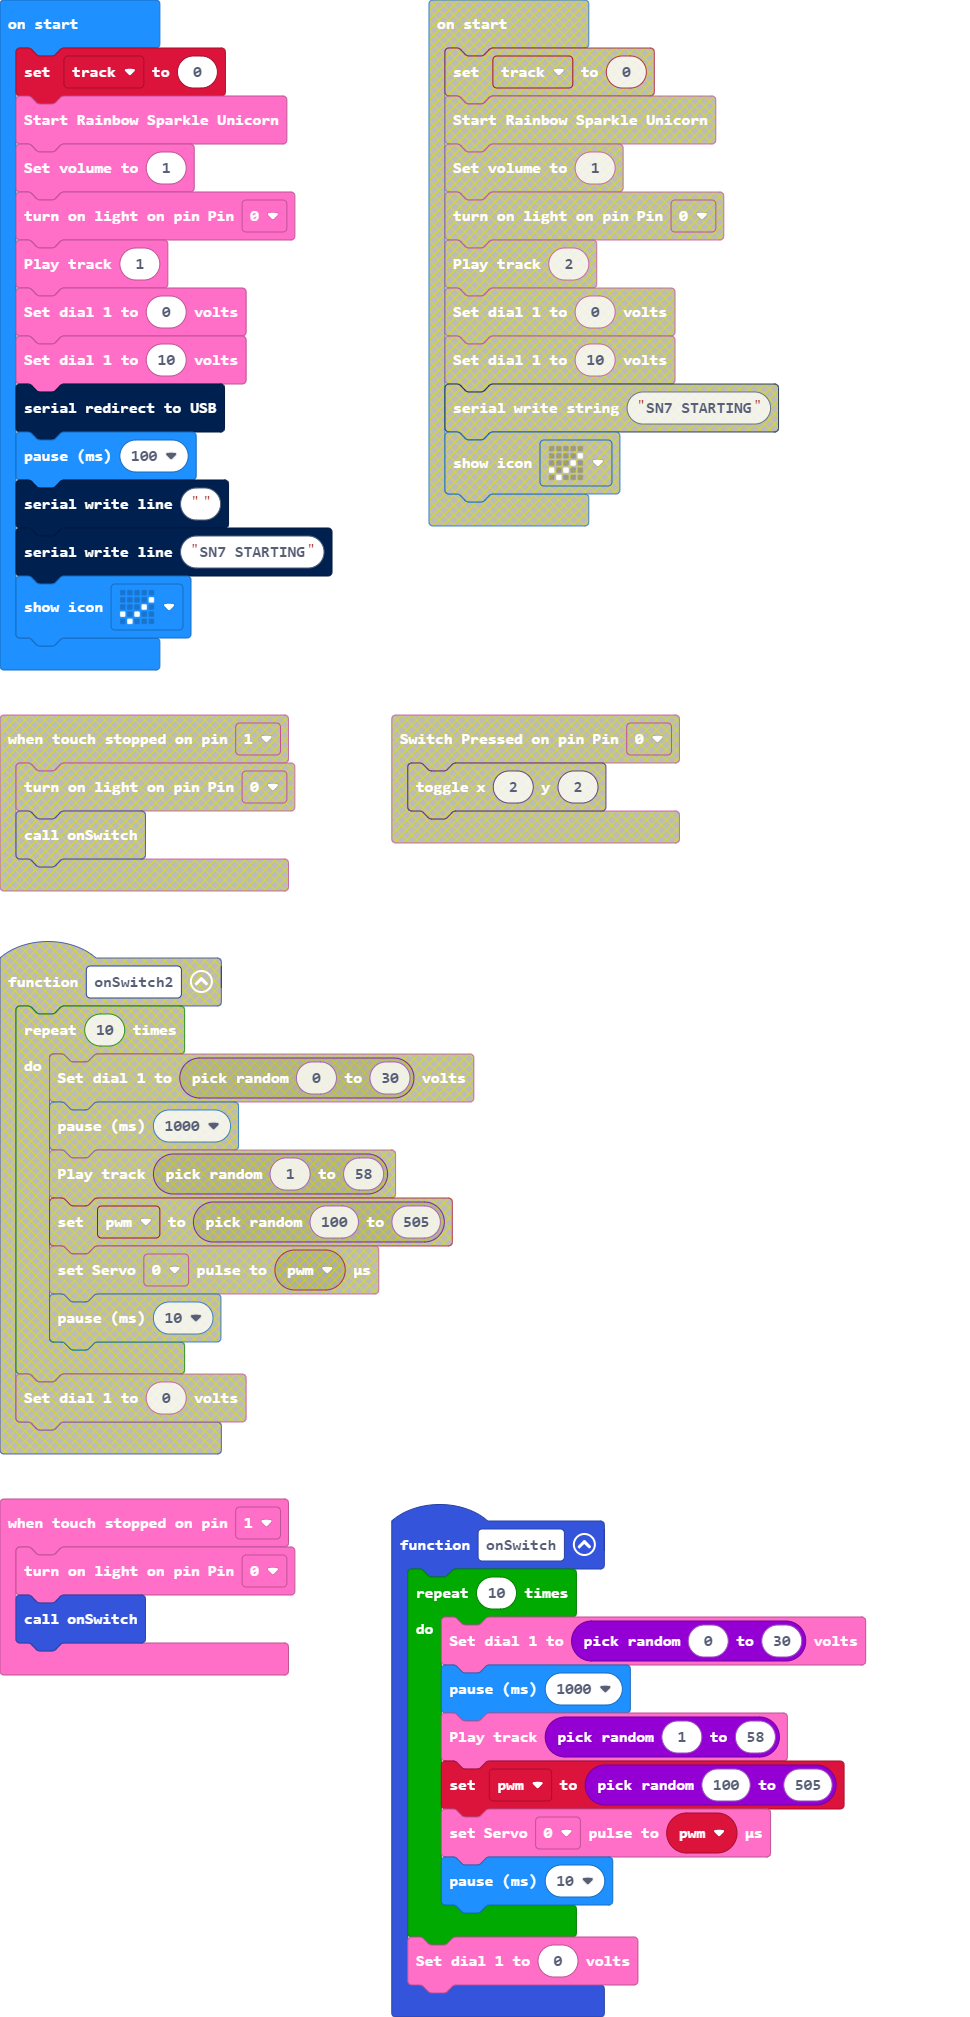 on start
set track to 0
Start Rainbow Sparkle Unicorn
Set volume to 1
turn on light on pin Pin 0
Play track 1
Set dial 1 to 0 volts
Set dial 1 to 10 volts
serial redirect to USB
pause (ms) 100
serial write line " "
serial write line "SN7 STARTING"
show icon
on start
set track to 0
Start Rainbow Sparkle Unicorn
Set volume to 1
turn on light on pin Pin 0
Play track 2
Set dial 1 to 0 volts
Set dial 1 to 10 volts
serial write string "SN7 STARTING"
show icon
when touch stopped on pin 1
turn on light on pin Pin 0
call onSwitch
Switch Pressed on pin Pin 0
toggle x 2 y 2
function onSwitch2
repeat 10 times
do
Set dial 1 to pick random 0 to 30 volts
pause (ms) 1000
Play track pick random 1 to 58
set pwm to pick random 100 to 505
set Servo 0 pulse to pwm µs
pause (ms) 10
Set dial 1 to 0 volts
when touch stopped on pin 1
turn on light on pin Pin 0
call onSwitch
function onSwitch
repeat 10 times
do
Set dial 1 to pick random 0 to 30 volts
pause (ms) 1000
Play track pick random 1 to 58
set pwm to pick random 100 to 505
set Servo 0 pulse to pwm µs
pause (ms) 10
Set dial 1 to 0 volts